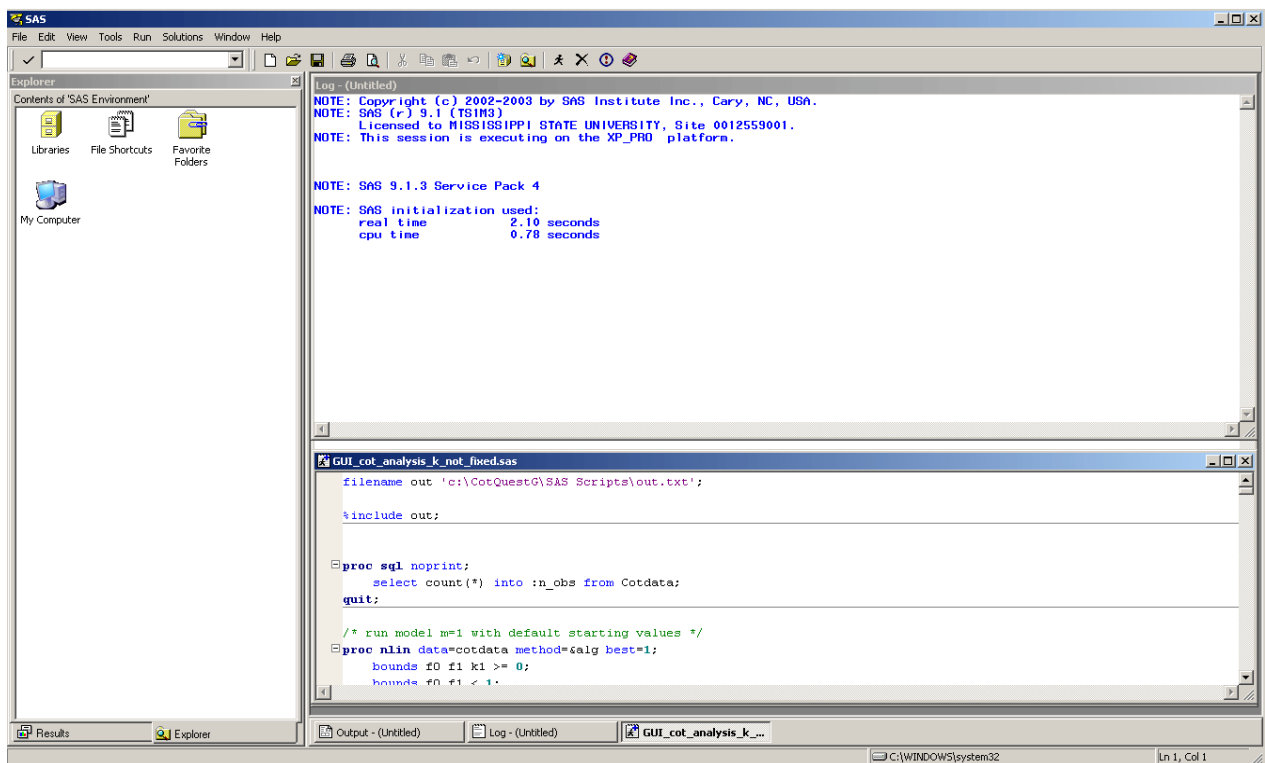 SAS
File Edit View Tools Run Solutions Window Help
Explorer
Contents of 'SAS Environment'
Libraries
File Shortcuts
Favorite Folders
My Computer
Log - (Untitled)
NOTE: Copyright (c) 2002-2003 by SAS Institute Inc., Cary, NC, USA.
NOTE: SAS (r) 9.1 (TS1M3)
Licensed to MISSISSIPPI STATE UNIVERSITY, Site 0012559001.
NOTE: This session is executing on the XP_PRO platform.
NOTE: SAS 9.1.3 Service Pack 4
NOTE: SAS initialization used:
real time 2.10 seconds
cpu time 0.78 seconds
GUI_cot_analysis_k_not_fixed.sas
filename out 'c:\CotQuestG\SAS Scripts\out.txt';
%include out;
proc sql noprint;
select count(*) into :n_obs from Cotdata;
quit;
/* run model m=1 with default starting values */
proc nlin data=cotdata method=&alg best=1;
bounds f0 f1 k1 >= 0;
bounds f0 f1 < 1;
Results
Explorer
Output - (Untitled)
Log - (Untitled)
GUI_cot_analysis_k_...
C:\WINDOWS\system32
Ln 1, Col 1